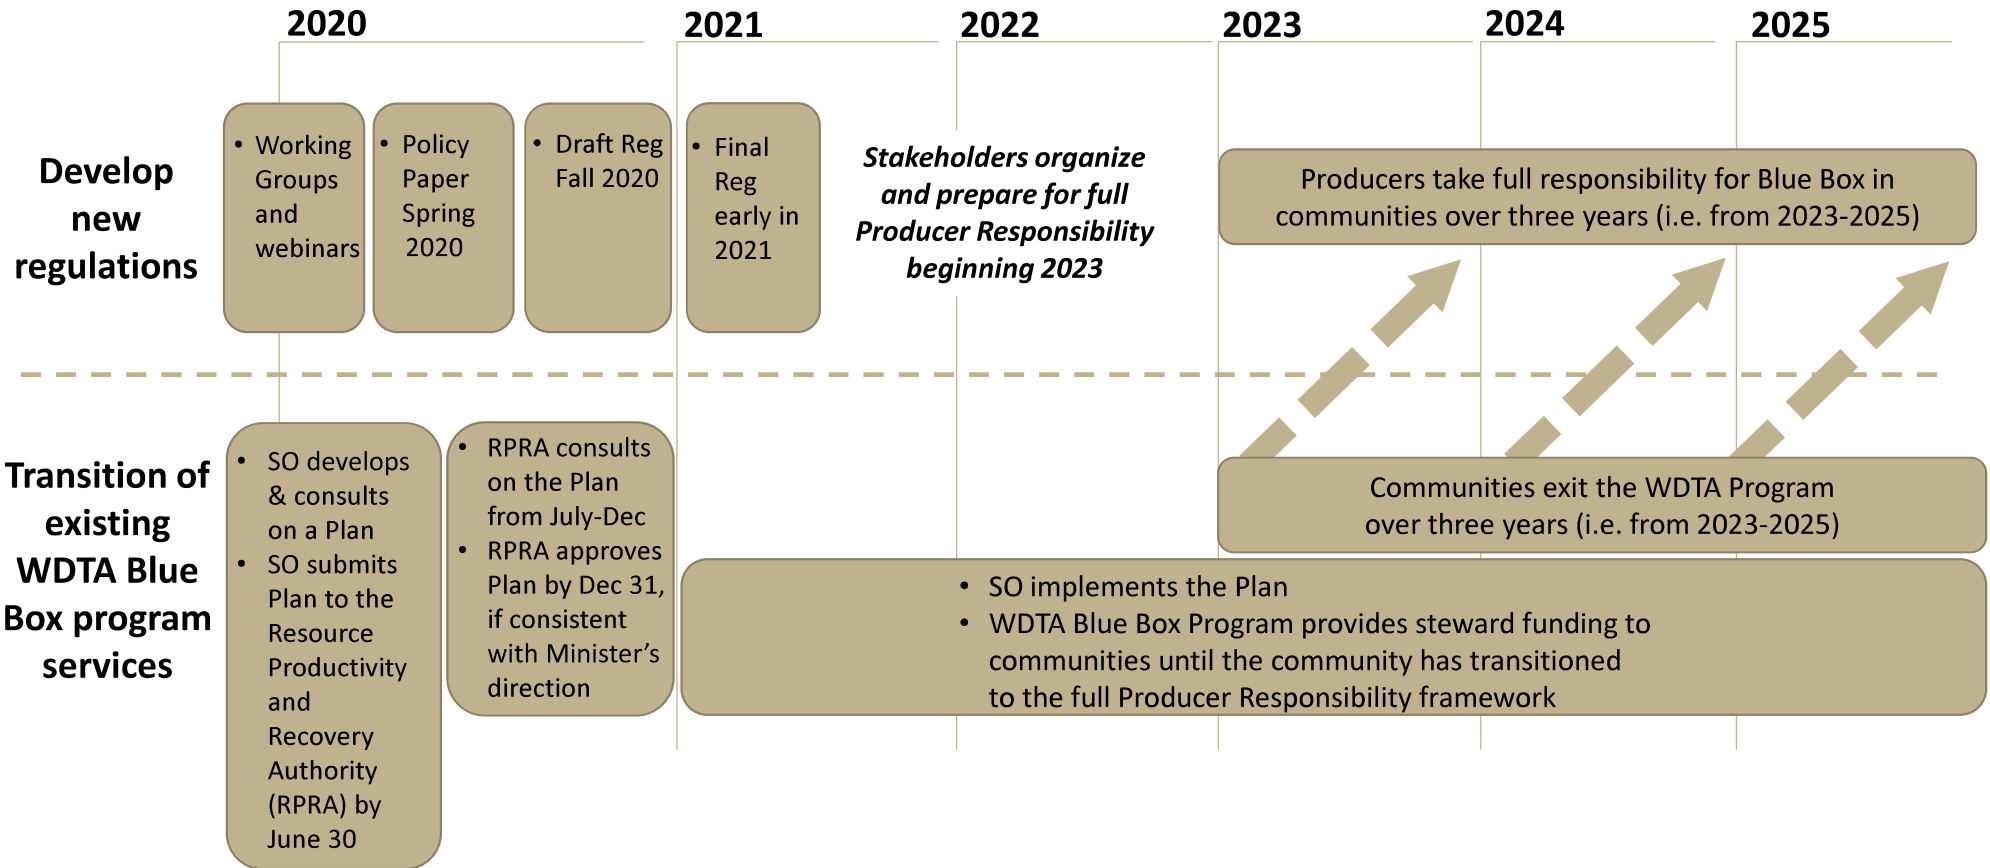 2020
2021
2022
2023
2024
2025
Develop
new
regulations
• Working
Groups
and
webinars
• Policy
Paper
Spring
2020
• Draft Reg
Fall 2020
• Final
Reg
early in
2021
Stakeholders organize
and prepare for full
Producer Responsibility
beginning 2023
Producers take full responsibility for Blue Box in
communities over three years (i.e. from 2023-2025)
Transition of
existing
WDTA Blue
Box program
services
• SO develops
& consults
on a Plan
• SO submits
Plan to the
Resource
Productivity
and
Recovery
Authority
(RPRA) by
June 30
• RPRA consults
on the Plan
from July-Dec
• RPRA approves
Plan by Dec 31,
if consistent
with Minister’s
direction
Communities exit the WDTA Program
over three years (i.e. from 2023-2025)
• SO implements the Plan
• WDTA Blue Box Program provides steward funding to
communities until the community has transitioned
to the full Producer Responsibility framework